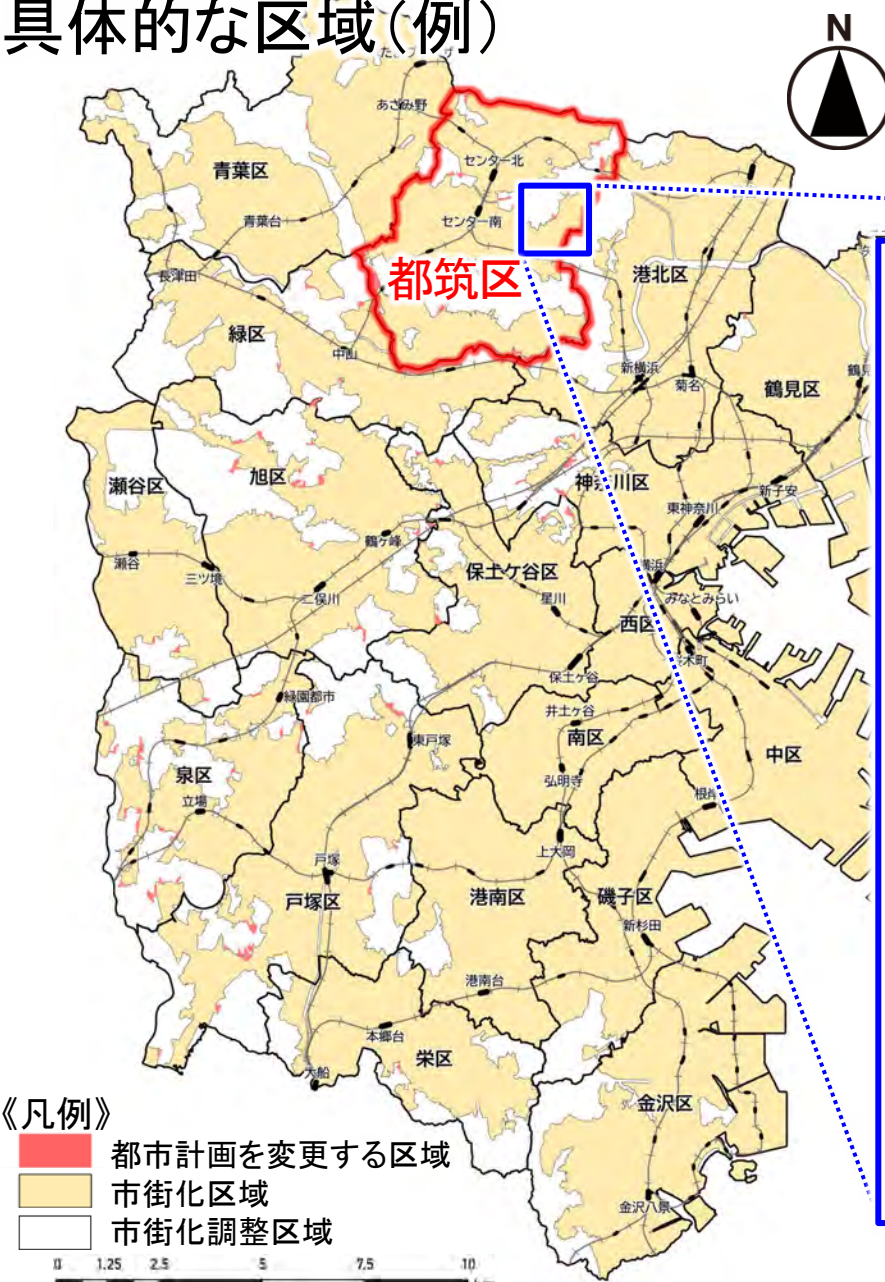 具体的な区域(例)
N
あざみ野
センター北
青葉区
青葉台
センター南
長津田
都筑区
港北区
緑区
中山
新横浜
菊名
鶴見区
瀬谷区
旭区
神奈川区
新子安
東神奈川
鶴ヶ峰
瀬谷
三ツ境
保土ケ谷区
横浜
二俣川
星川
みなとみらい
西区
保土ヶ谷
緑園都市
井土ヶ谷
東戸塚
南区
中区
泉区
弘明寺
立場
根岸
上大岡
戸塚
戸塚区
港南区
磯子区
新杉田
港南台
本郷台
栄区
大船
金沢区
《凡例》
都市計画を変更する区域
市街化区域
市街化調整区域
金沢八景
0 1.25 2.5 5 7.5 10